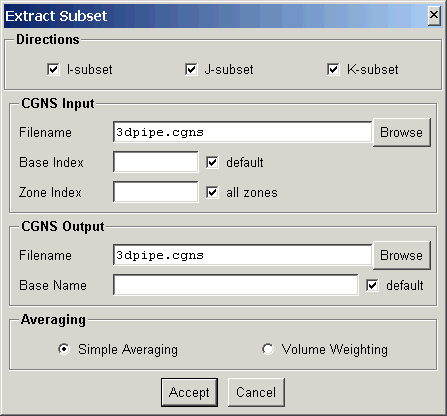 Extract Subset
Directions
I-subset J-subset K-subset
CGNS Input
Filename 3dpipe.cgns Browse
Base Index default
Zone Index all zones
CGNS Output
Filename 3dpipe.cgns Browse
Base Name default
Averaging
Simple Averaging Volume Weighting
Accept Cancel